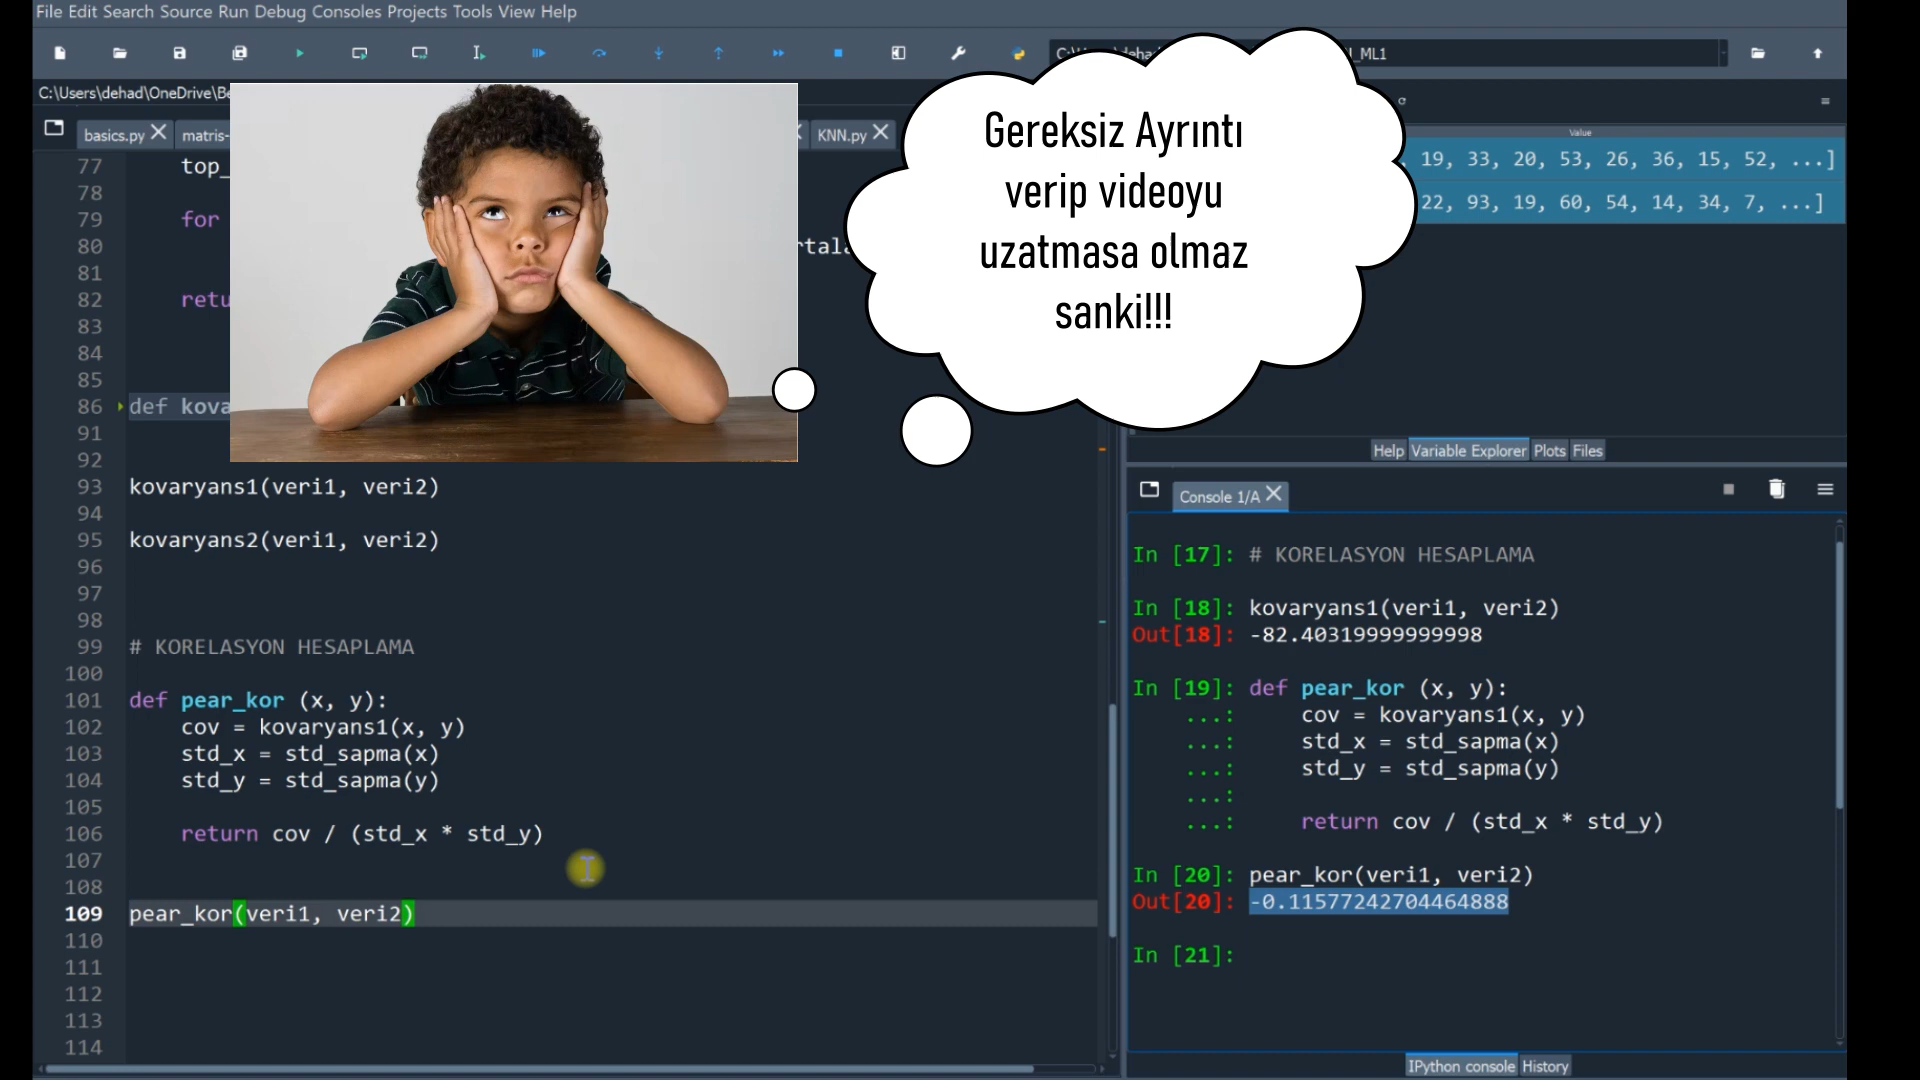 File Edit Search Source Run Debug Consoles Projects Tools View Help
_ML1
C:\Users\dehad\OneDrive\Be
basics.py matris- KNN.py
Value
19, 33, 20, 53, 26, 36, 15, 52, ...]
22, 93, 19, 60, 54, 14, 34, 7, ...]
Gereksiz Ayrıntı
verip videoyu
uzatmasa olmaz
sanki!!!
77 top_
78
79 for
80
81
82 retu
83
84
85
86 def kova
91
92
93 kovaryans1(veri1, veri2)
94
95 kovaryans2(veri1, veri2)
96
97
98
99 # KORELASYON HESAPLAMA
100
101 def pear_kor (x, y):
102 cov = kovaryans1(x, y)
103 std_x = std_sapma(x)
104 std_y = std_sapma(y)
105
106 return cov / (std_x * std_y)
107
108
109 pear_kor(veri1, veri2)
110
111
112
113
114
Help Variable Explorer Plots Files
Console 1/A
In [17]: # KORELASYON HESAPLAMA
In [18]: kovaryans1(veri1, veri2)
Out[18]: -82.40319999999998
In [19]: def pear_kor (x, y):
...: cov = kovaryans1(x, y)
...: std_x = std_sapma(x)
...: std_y = std_sapma(y)
...:
...: return cov / (std_x * std_y)
In [20]: pear_kor(veri1, veri2)
Out[20]: -0.11577242704464888
In [21]:
IPython console History